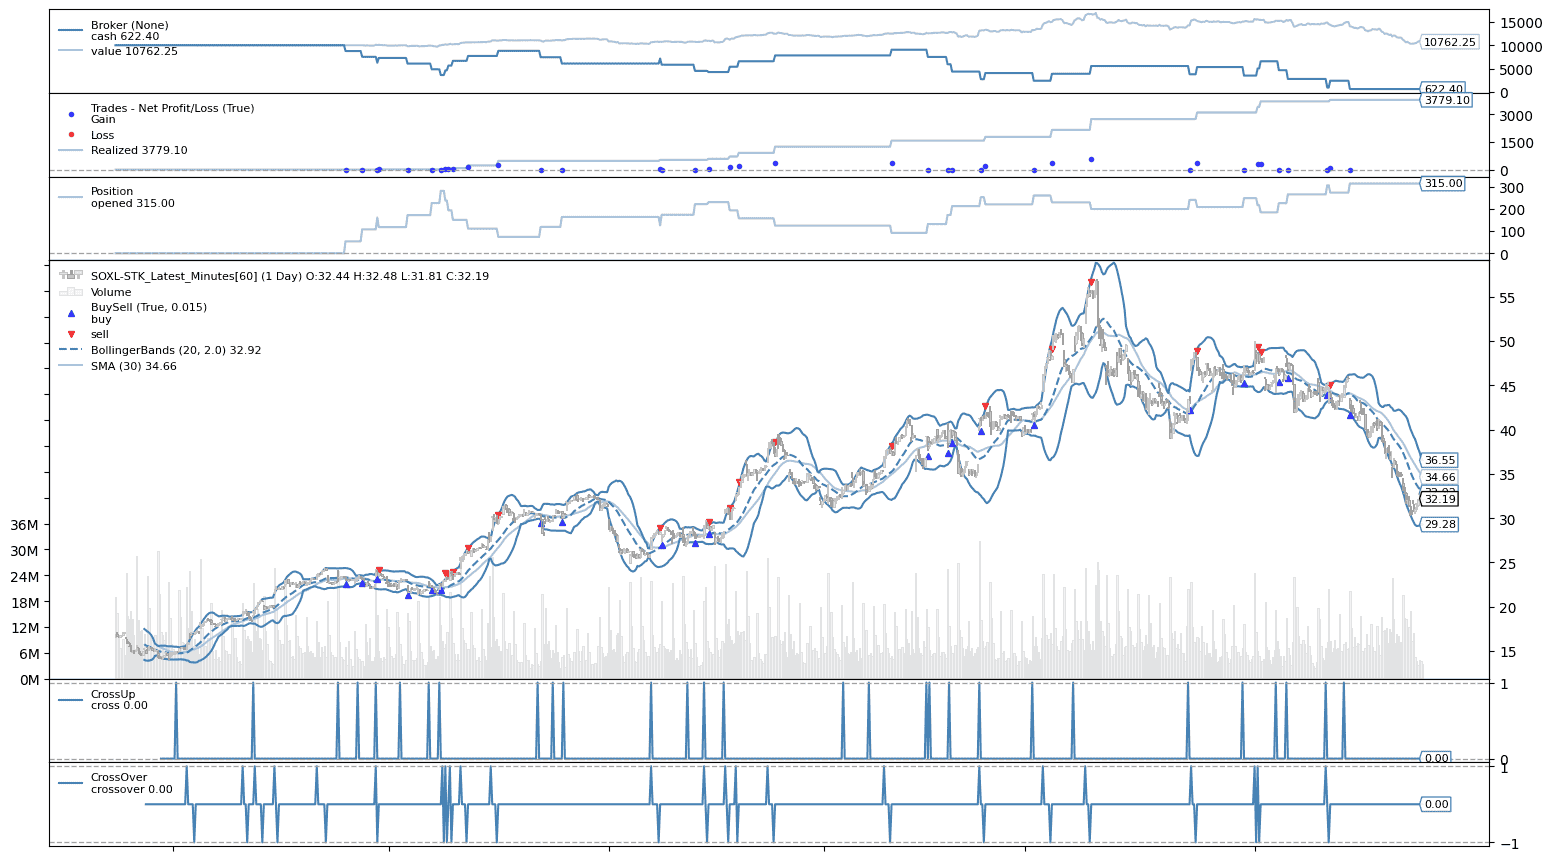 Broker (None)
cash 622.40
value 10762.25
15000
10000
5000
0
10762.25
622.40
Trades - Net Profit/Loss (True)
Gain
Loss
Realized 3779.10
3000
1500
0
3779.10
Position
opened 315.00
300
200
100
0
315.00
SOXL-STK_Latest_Minutes[60] (1 Day) O:32.44 H:32.48 L:31.81 C:32.19
Volume
BuySell (True, 0.015)
buy
sell
BollingerBands (20, 2.0) 32.92
SMA (30) 34.66
36M
30M
24M
18M
12M
6M
0M
55
50
45
40
35
30
25
20
15
36.55
34.66
32.19
29.28
CrossUp
cross 0.00
1
0
0.00
CrossOver
crossover 0.00
1
−1
0.00